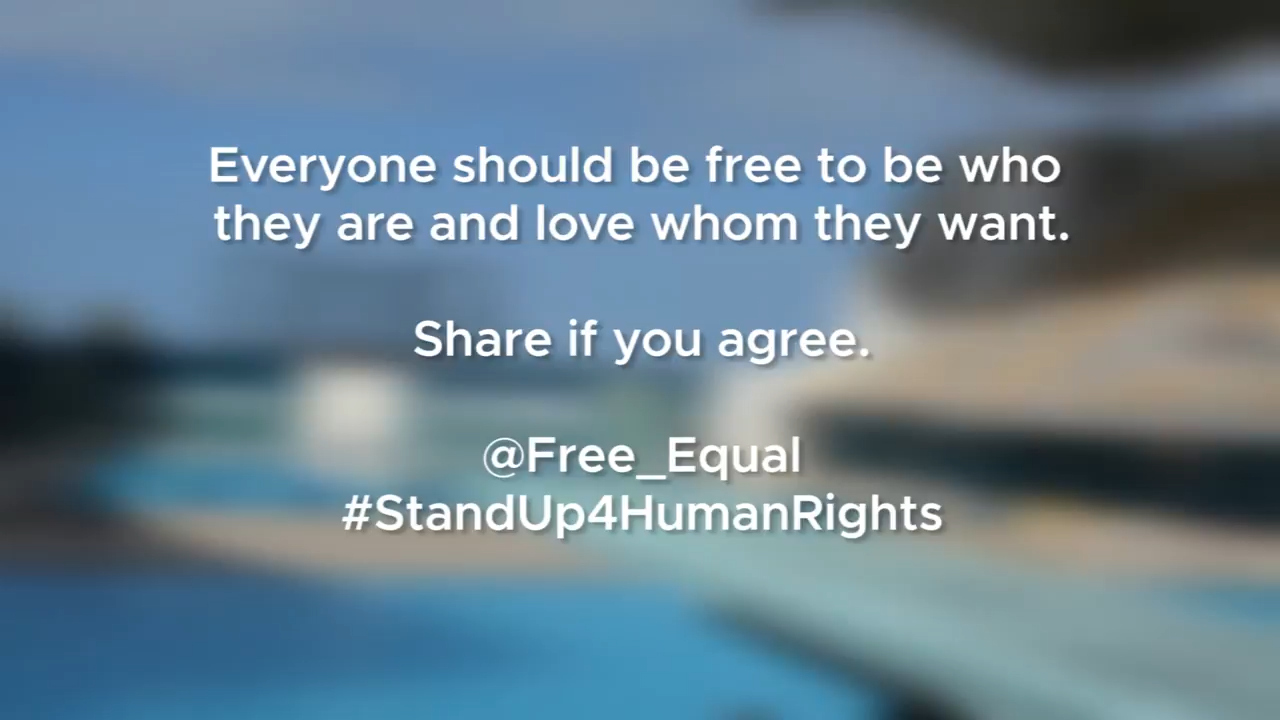 Everyone should be free to be who
they are and love whom they want.
Share if you agree.
@Free_Equal
#StandUp4HumanRights